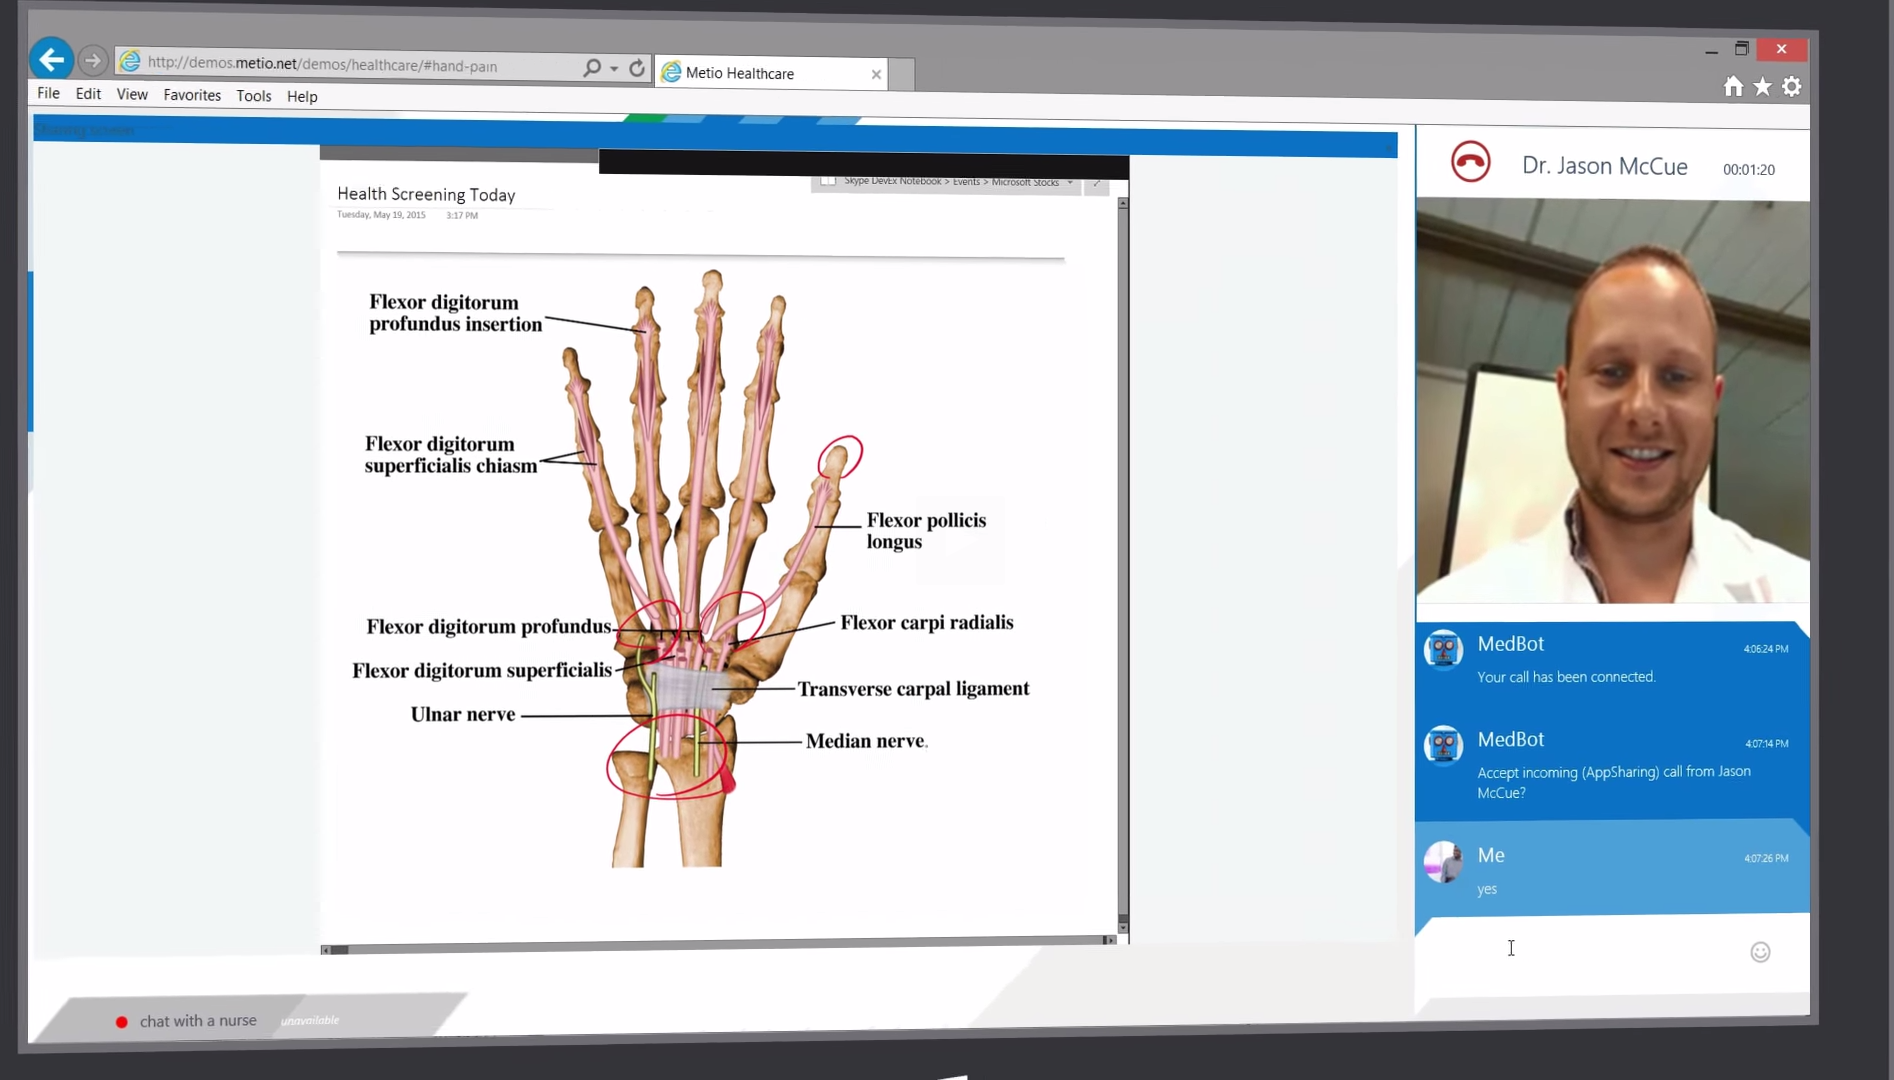 http://demos.metio.net/demos/healthcare/#hand-pain
Metio Healthcare
File Edit View Favorites Tools Help
Sharing screen
Skype DevEx Notebook > Events > Microsoft Stocks
Health Screening Today
Tuesday, May 19, 2015 3:17 PM
Flexor digitorum
profundus insertion
Flexor digitorum
superficialis chiasm
Flexor pollicis
longus
Flexor digitorum profundus
Flexor carpi radialis
Flexor digitorum superficialis
Transverse carpal ligament
Ulnar nerve
Median nerve.
Dr. Jason McCue 00:01:20
MedBot 4:06:24 PM
Your call has been connected.
MedBot 4:07:14 PM
Accept incoming (AppSharing) call from Jason
McCue?
Me 4:07:26 PM
yes
chat with a nurse unavailable